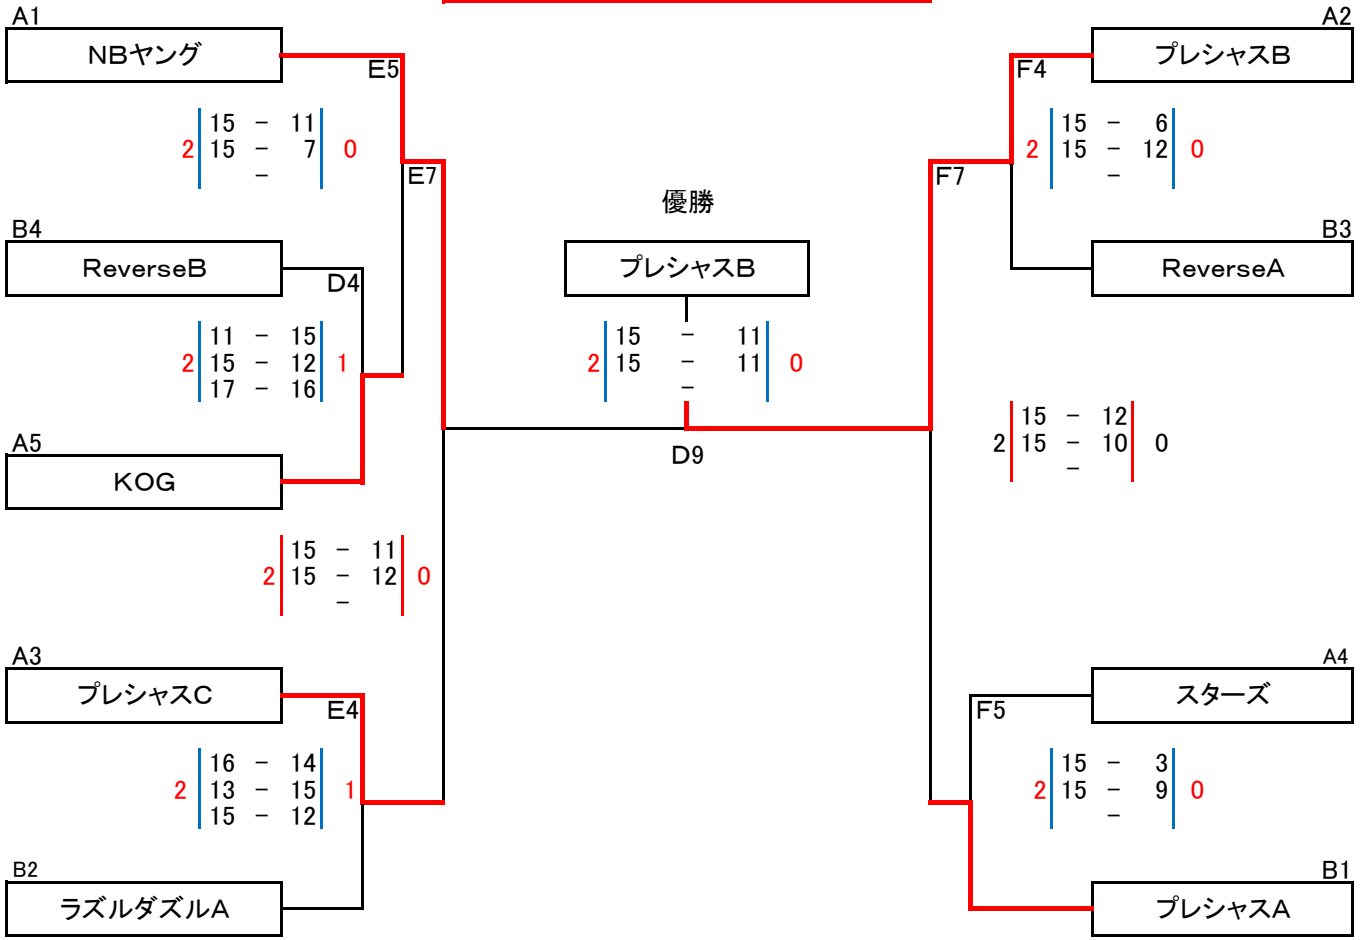 A1
NBヤング
E5
15 - 11
2 15 - 7 0
-
E7
B4
ReverseB
D4
11 - 15
2 15 - 12 1
17 - 16
A5
KOG
15 - 11
2 15 - 12 0
-
A3
プレシャスC
E4
16 - 14
2 13 - 15 1
15 - 12
B2
ラズルダズルA
優勝
プレシャスB
15 - 11
2 15 - 11 0
-
D9
A2
プレシャスB
F4
15 - 6
2 15 - 12 0
-
F7
B3
ReverseA
15 - 12
2 15 - 10 0
-
A4
スターズ
F5
15 - 3
2 15 - 9 0
-
B1
プレシャスA